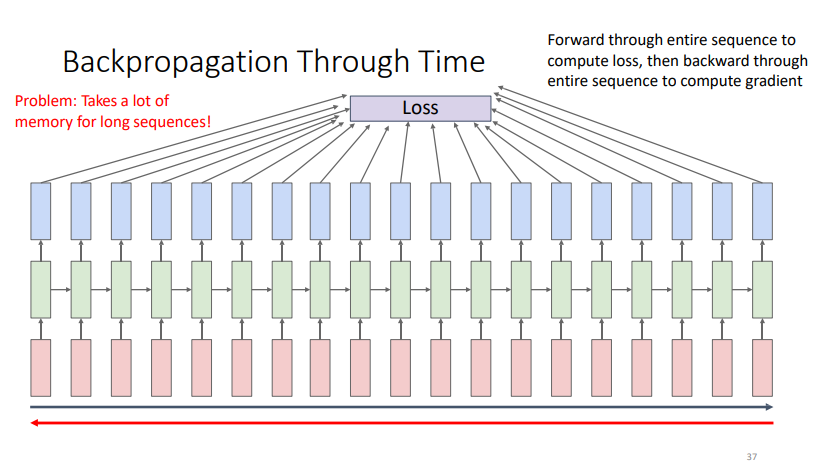 Backpropagation Through Time
Forward through entire sequence to
compute loss, then backward through
entire sequence to compute gradient
Problem: Takes a lot of
memory for long sequences!
Loss
37